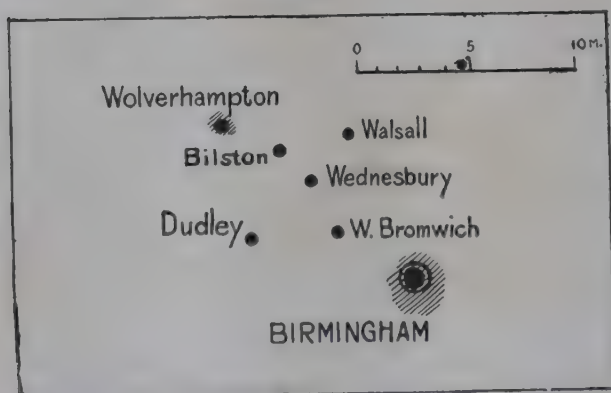 0 5 10 M.
Wolverhampton
Walsall
Bilston
Wednesbury
Dudley
W. Bromwich
BIRMINGHAM